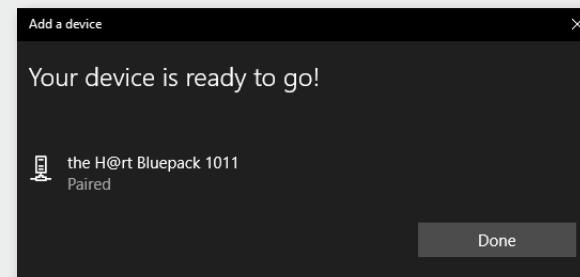 Add a device
Your device is ready to go!
the H@rt Bluepack 1011
Paired
Done